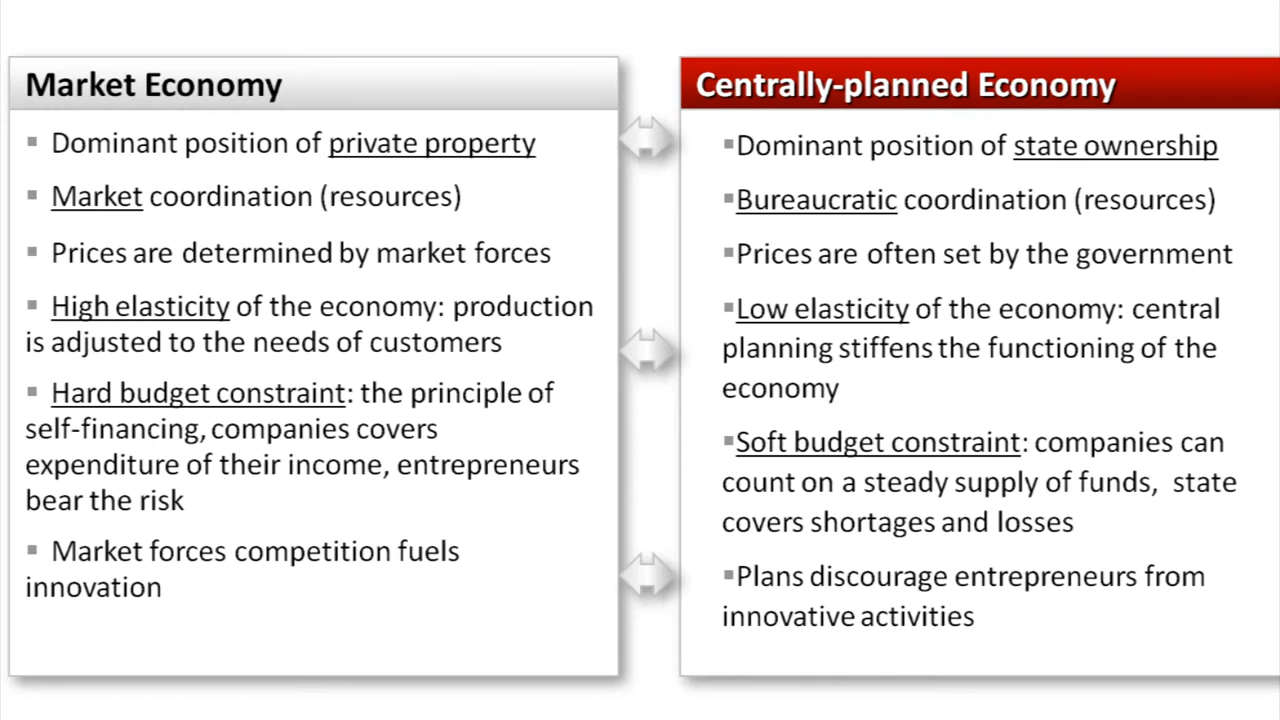 Market Economy
▪ Dominant position of private property
▪ Market coordination (resources)
▪ Prices are determined by market forces
▪ High elasticity of the economy: production
is adjusted to the needs of customers
▪ Hard budget constraint: the principle of
self-financing, companies covers
expenditure of their income, entrepreneurs
bear the risk
▪ Market forces competition fuels
innovation
Centrally-planned Economy
▪Dominant position of state ownership
▪Bureaucratic coordination (resources)
▪Prices are often set by the government
▪Low elasticity of the economy: central
planning stiffens the functioning of the
economy
▪Soft budget constraint: companies can
count on a steady supply of funds, state
covers shortages and losses
▪Plans discourage entrepreneurs from
innovative activities